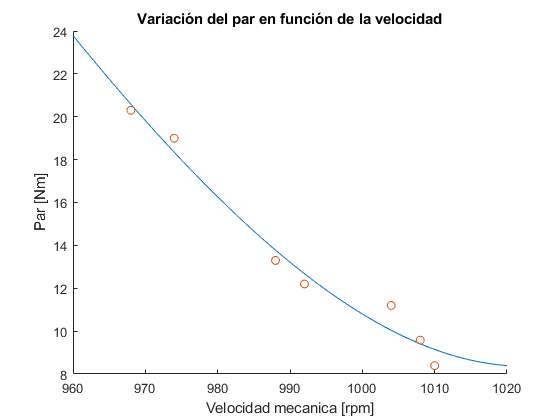 Variación del par en función de la velocidad
24
22
20
18
16
14
12
10
8
Par [Nm]
960 970 980 990 1000 1010 1020
Velocidad mecanica [rpm]